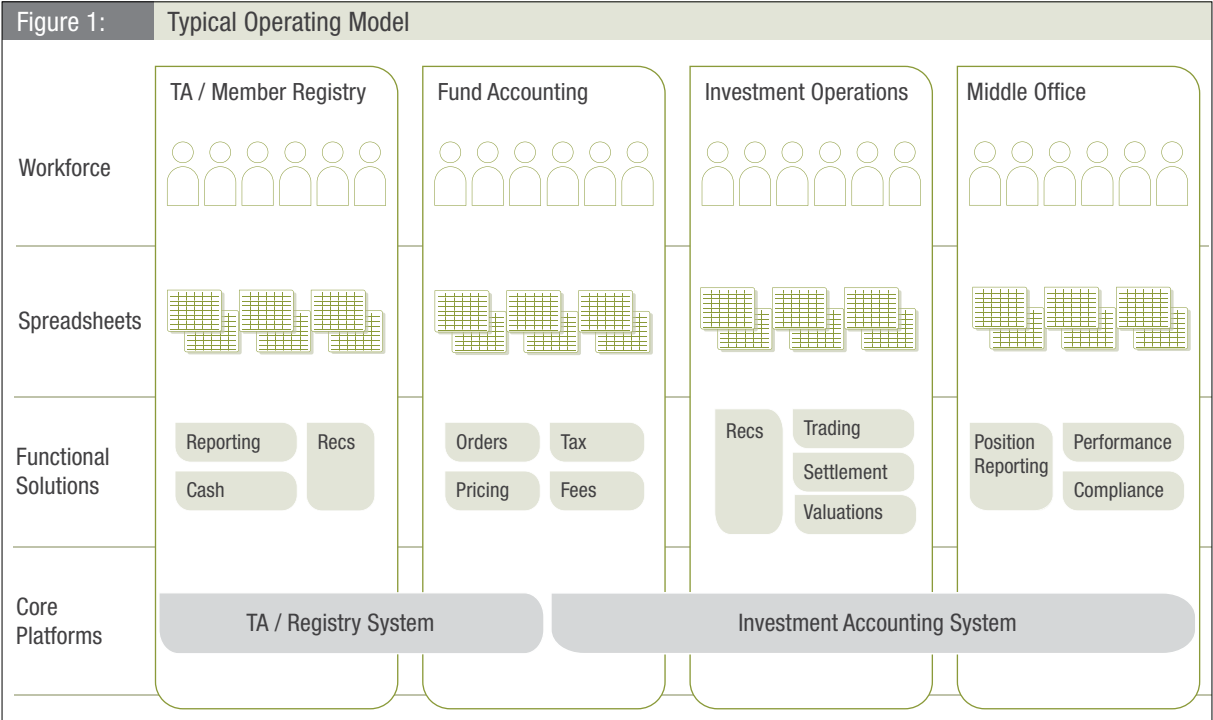 Figure 1:
Typical Operating Model
TA / Member Registry
Fund Accounting
Investment Operations
Middle Office
Workforce
Spreadsheets
Functional
Solutions
Reporting
Recs
Cash
Orders
Tax
Pricing
Fees
Recs
Trading
Settlement
Valuations
Position
Reporting
Performance
Compliance
Core
Platforms
TA / Registry System
Investment Accounting System